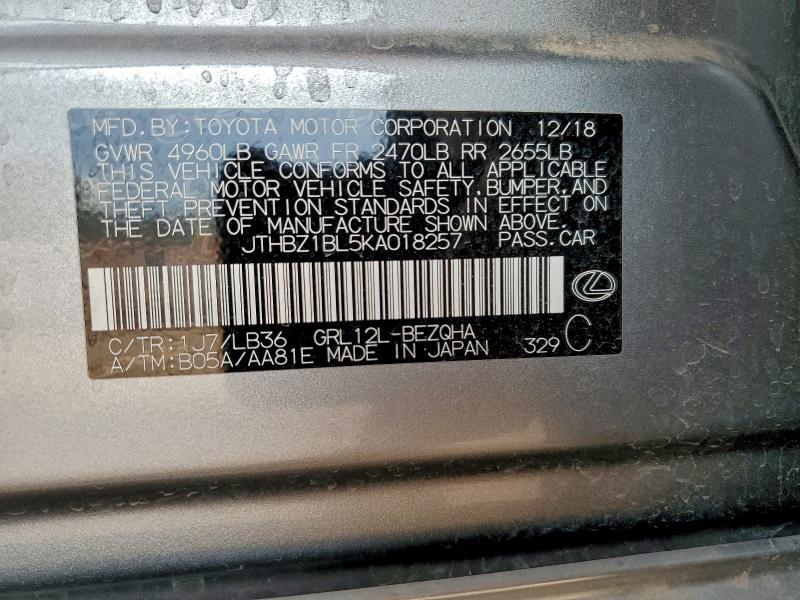 MFD. BY: TOYOTA MOTOR CORPORATION 12/18
GVWR 4960LB GAWR FR 2470LB RR 2655LB
THIS VEHICLE CONFORMS TO ALL APPLICABLE
FEDERAL MOTOR VEHICLE SAFETY, BUMPER, AND
THEFT PREVENTION STANDARDS IN EFFECT ON
THE DATE OF MANUFACTURE SHOWN ABOVE.
JTHBZ1BL5KA018257 PASS. CAR
C/TR: 1J7/LB36 GRL12L-BEZQHA
A/TM: B05A/AA81E MADE IN JAPAN 329 C